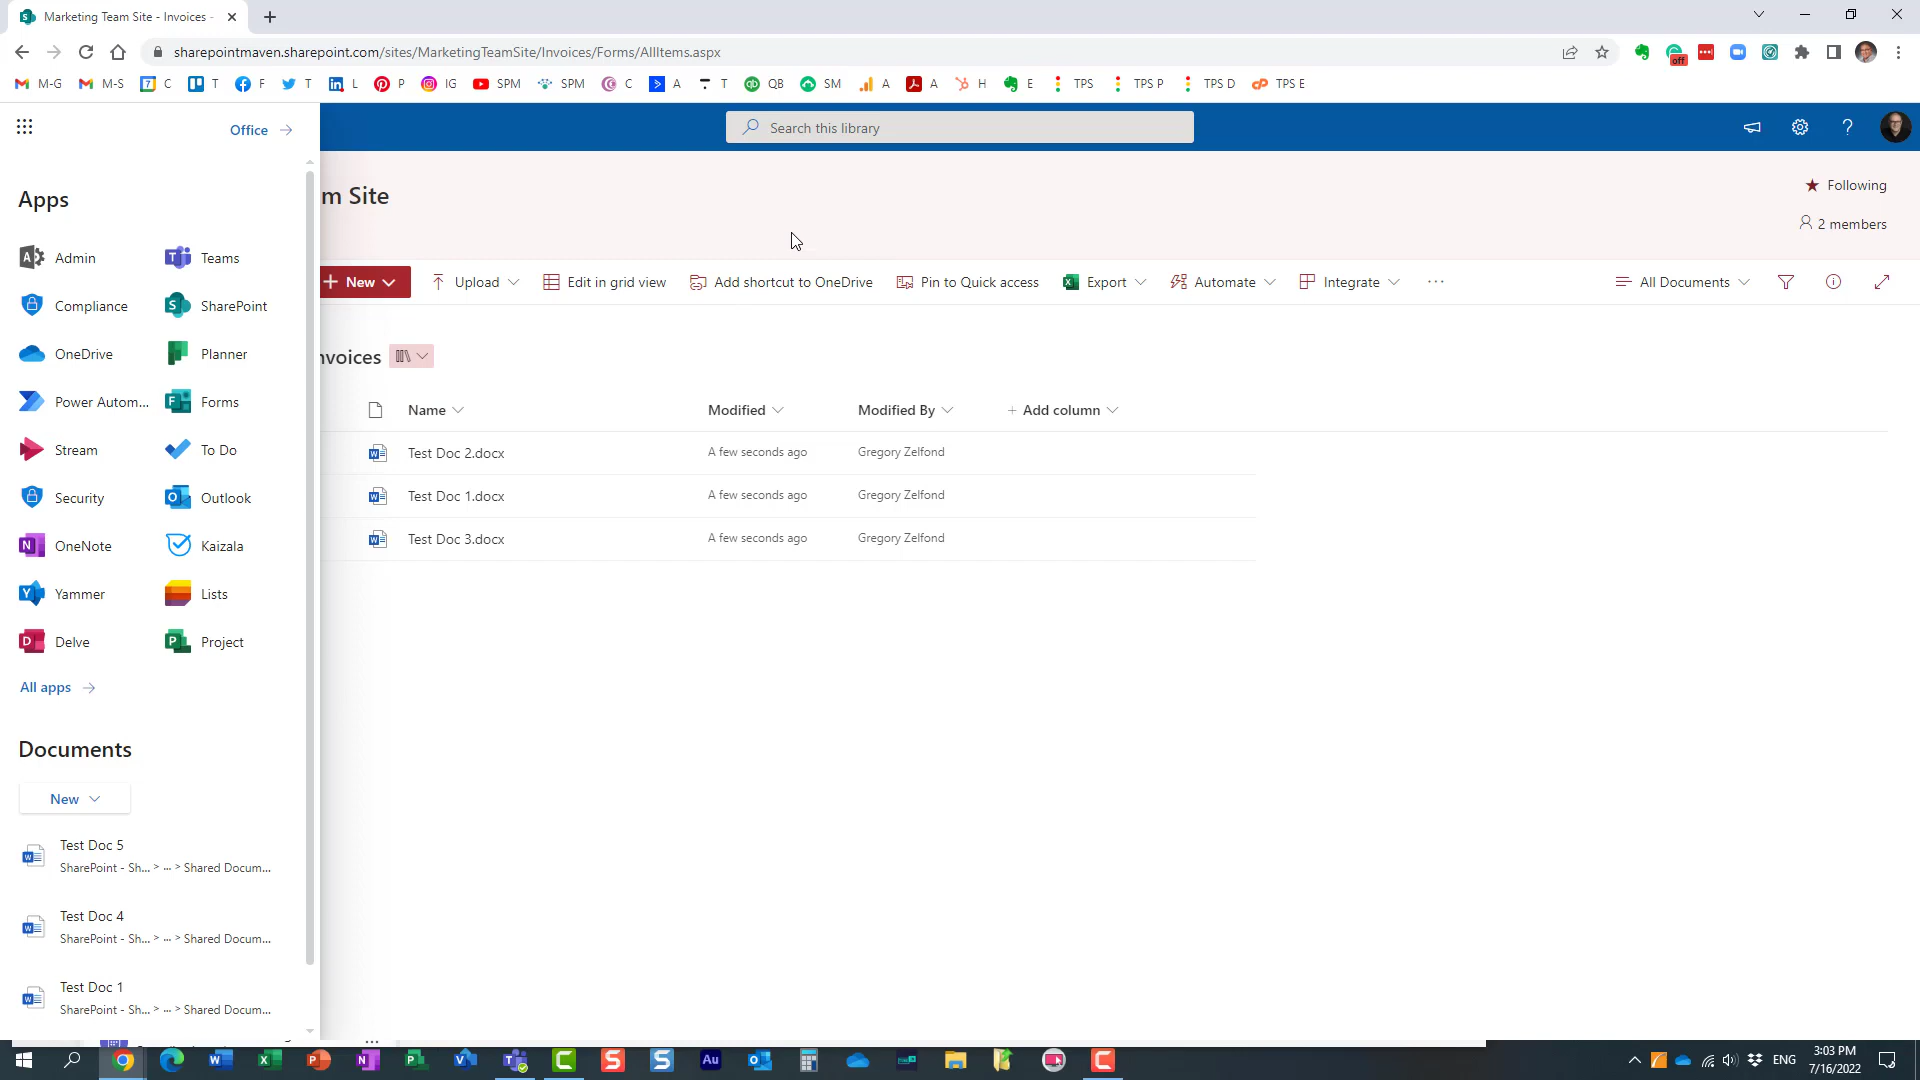 Marketing Team Site - Invoices -
sharepointmaven.sharepoint.com/sites/MarketingTeamSite/Invoices/Forms/AllItems.aspx
off
M-G M-S C T F T L P IG SPM SPM C A T QB SM A A H E TPS TPS P TPS D TPS E
Office
Search this library
Apps
m Site
Following
2 members
Admin Teams
Compliance SharePoint
New Upload Edit in grid view Add shortcut to OneDrive Pin to Quick access Export Automate Integrate ... All Documents
OneDrive Planner
nvoices
Power Autom... Forms
Name Modified Modified By + Add column
Stream To Do
Test Doc 2.docx A few seconds ago Gregory Zelfond
Security Outlook
Test Doc 1.docx A few seconds ago Gregory Zelfond
OneNote Kaizala
Test Doc 3.docx A few seconds ago Gregory Zelfond
Yammer Lists
Delve Project
All apps
Documents
New
Test Doc 5
SharePoint - Sh... > ... > Shared Docum...
Test Doc 4
SharePoint - Sh... > ... > Shared Docum...
Test Doc 1
SharePoint - Sh... > ... > Shared Docum...
ENG
3:03 PM
7/16/2022